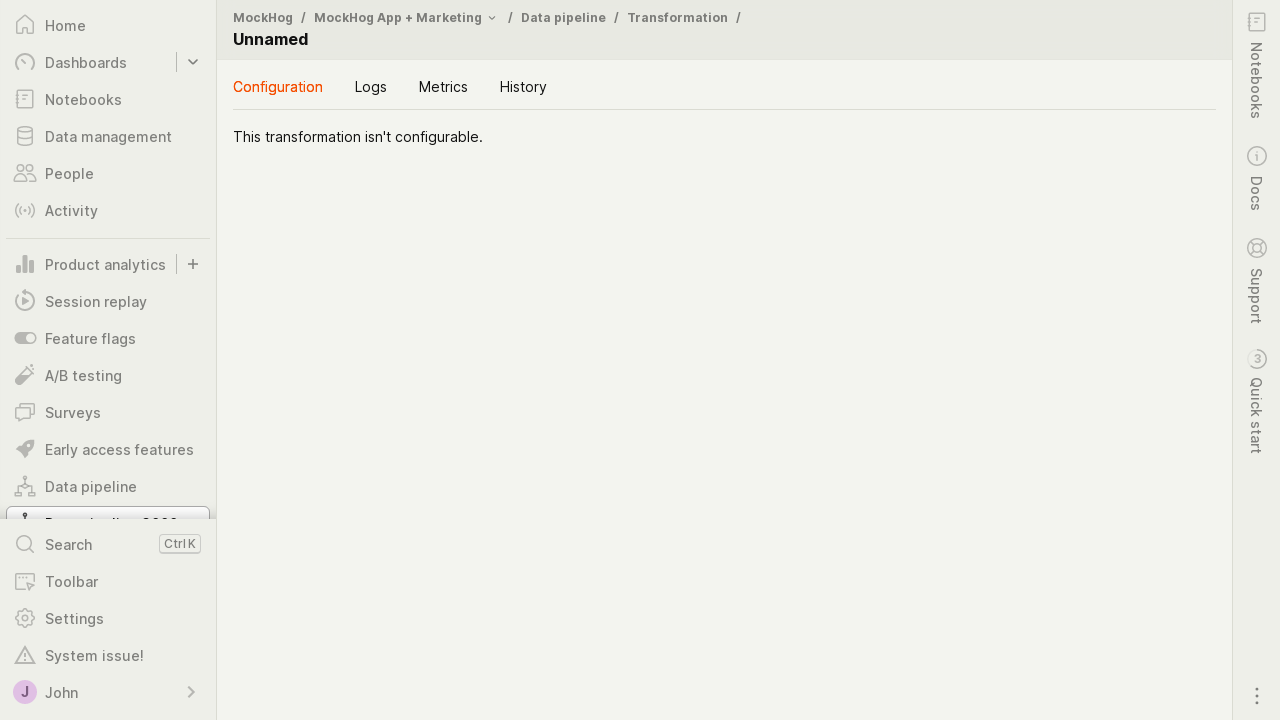 Home
Dashboards
Notebooks
Data management
People
Activity
Product analytics
Session replay
Feature flags
A/B testing
Surveys
Early access features
Data pipeline
Search Ctrl K
Toolbar
Settings
System issue!
J John
MockHog / MockHog App + Marketing / Data pipeline / Transformation /
Unnamed
Configuration Logs Metrics History
This transformation isn't configurable.
Notebooks
Docs
Support
3 Quick start